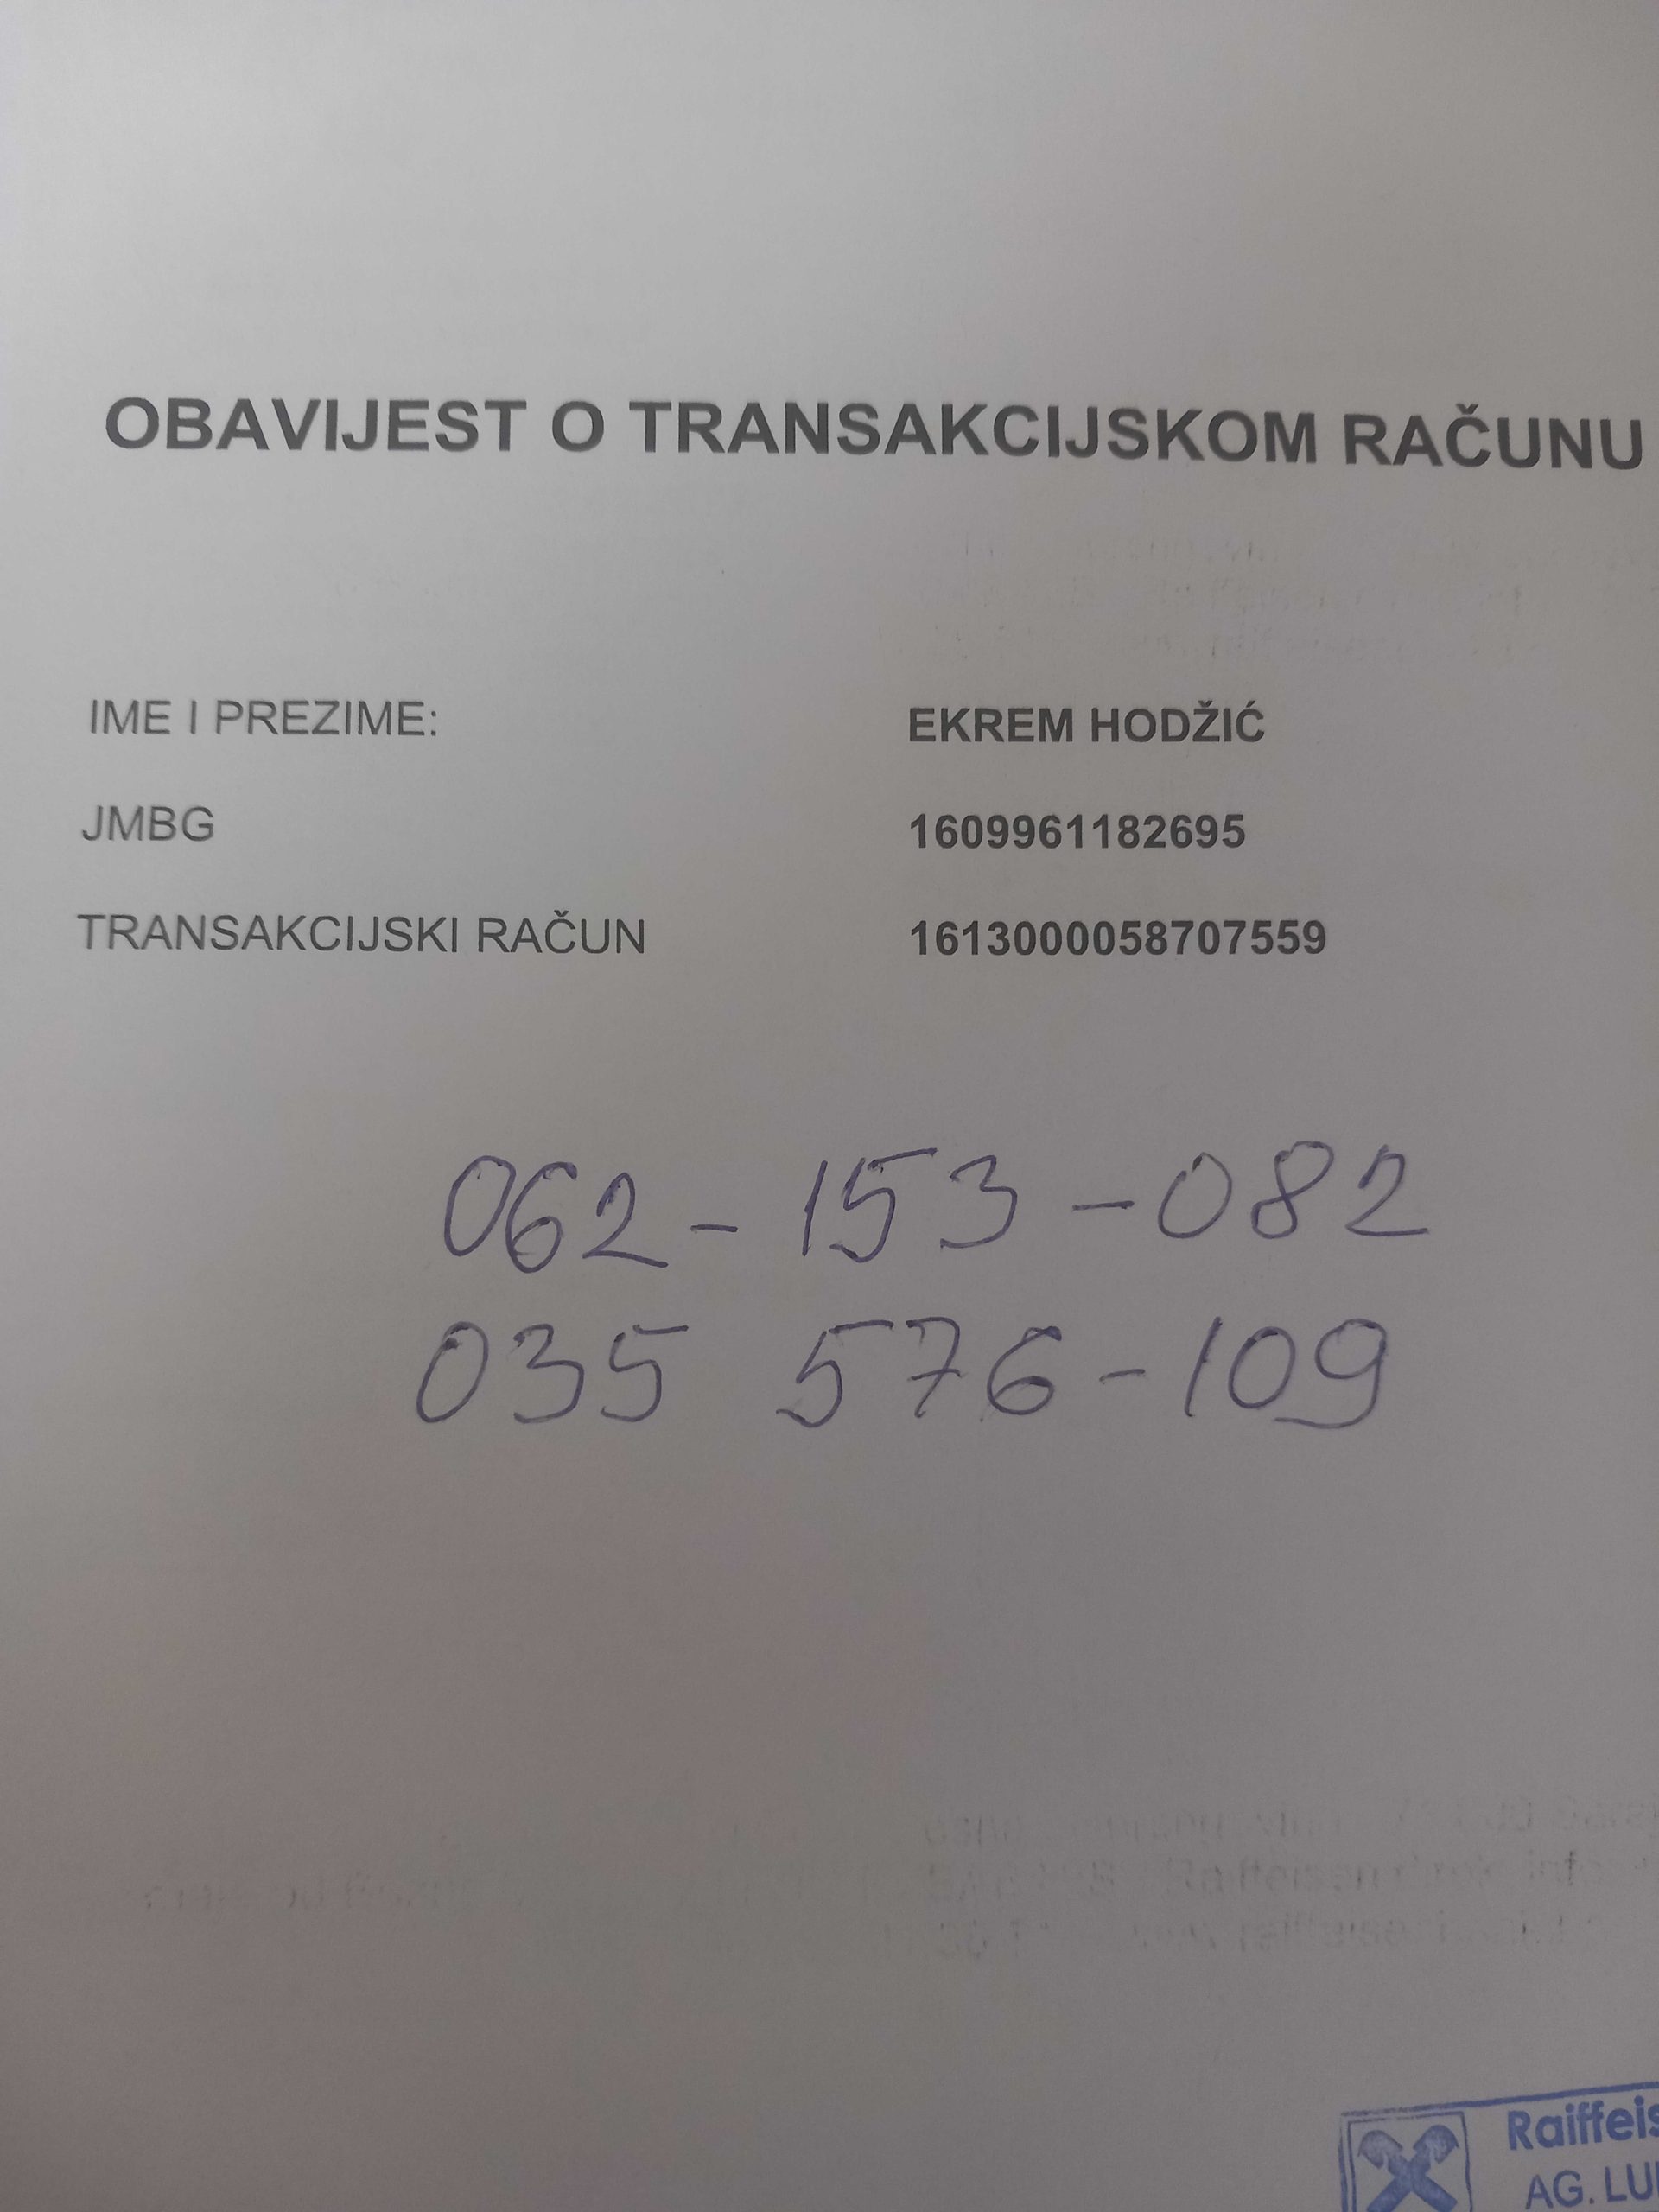 OBAVIJEST O TRANSAKCIJSKOM RAČUNU
IME I PREZIME: EKREM HODŽIĆ
JMBG 1609961182695
TRANSAKCIJSKI RAČUN 1613000058707559
062-153-082
035 576-109
Raiffeis
AG. LU